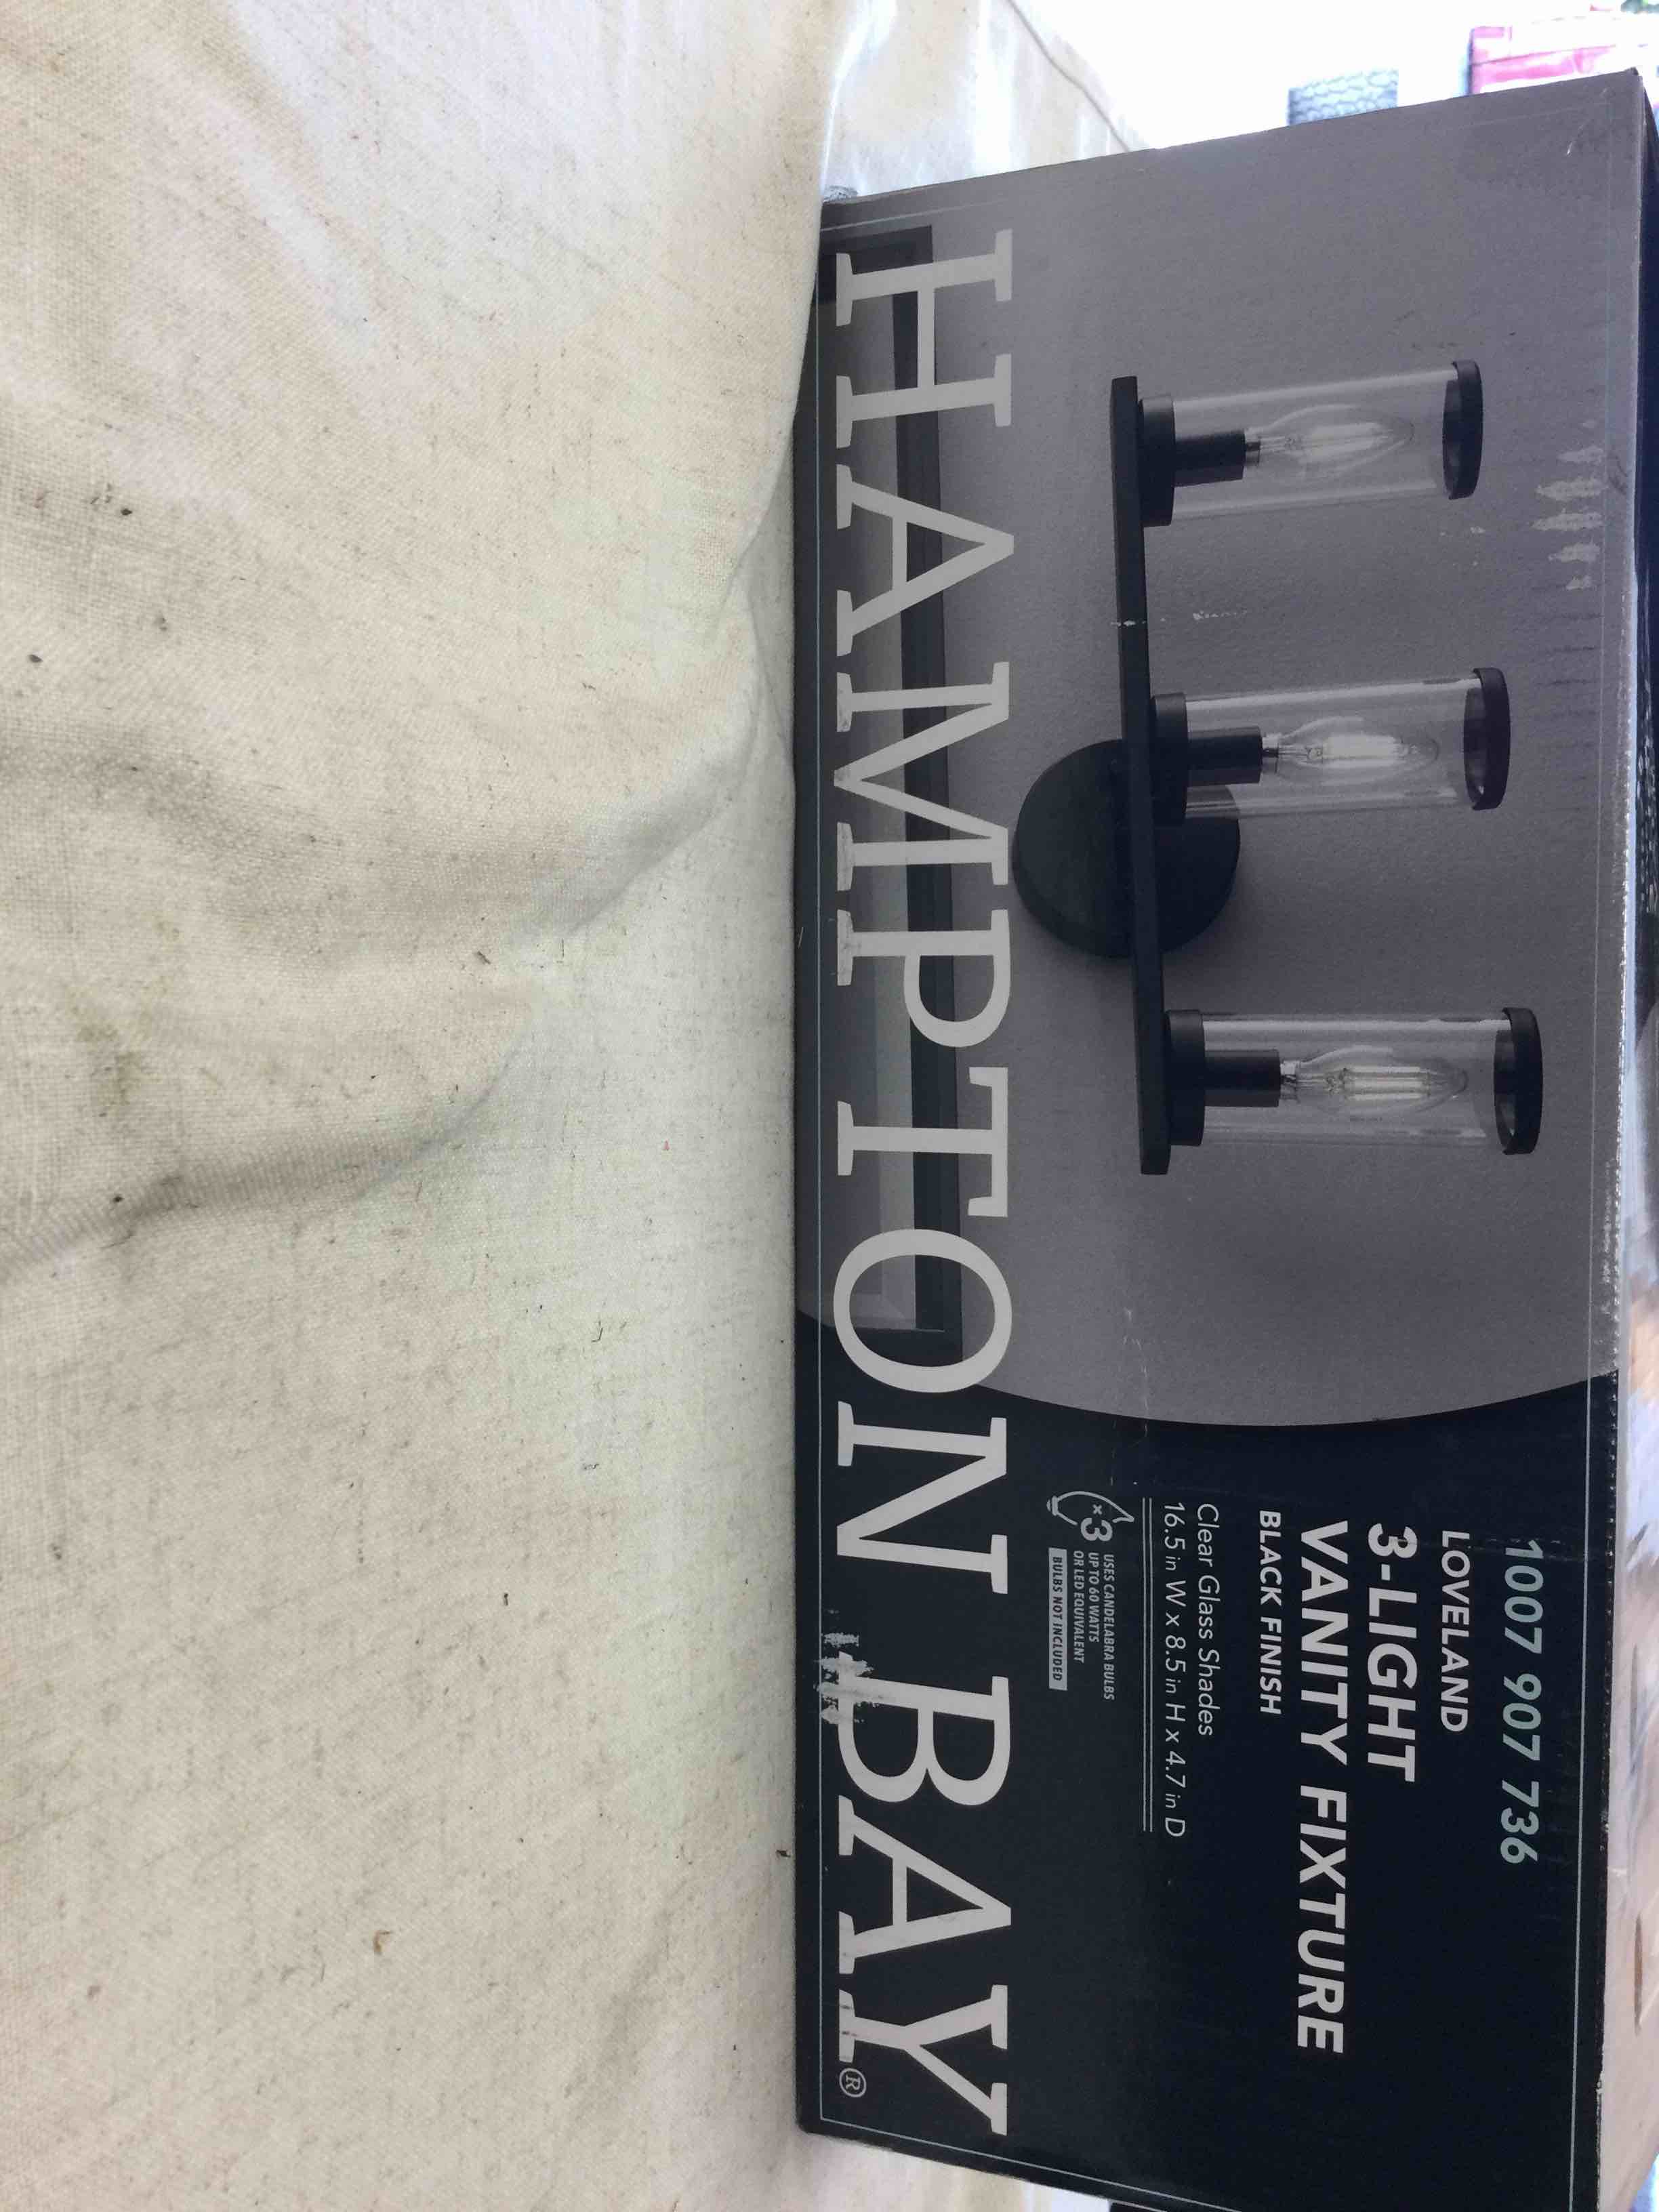 1007 907 736
LOVELAND
3-LIGHT
VANITY FIXTURE
BLACK FINISH
Clear Glass Shades
16.5 in W x 8.5 in H x 4.7 in D
×3
USES CANDELABRA BULBS
UP TO 60 WATTS
OR LED EQUIVALENT
BULBS NOT INCLUDED
HAMPTON BAY®